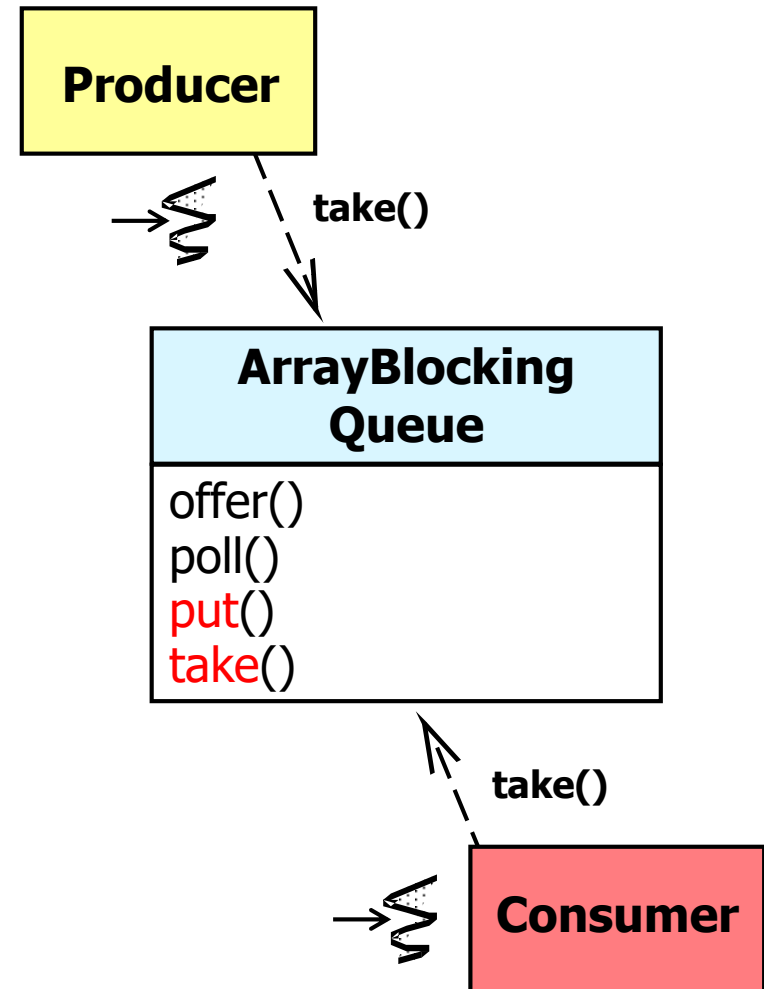 Producer
take()
ArrayBlocking
Queue
offer()
poll()
put()
take()
take()
Consumer